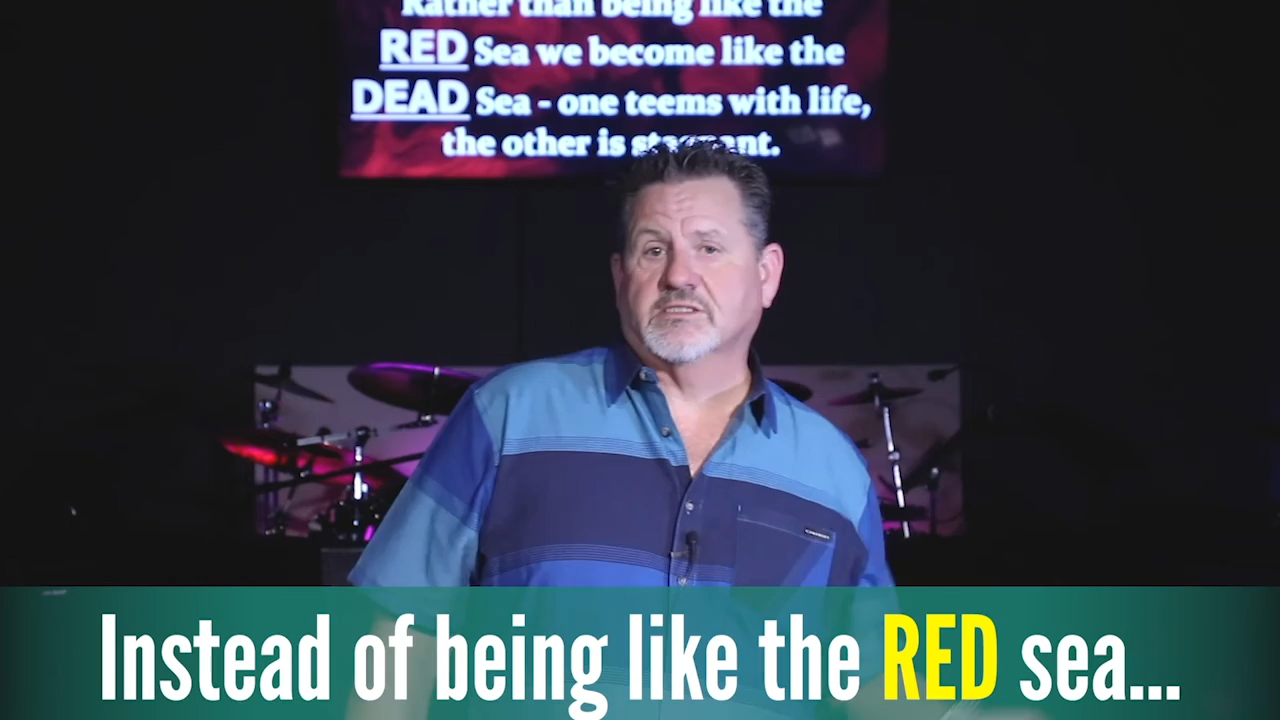 Rather than being like the
RED Sea we become like the
DEAD Sea - one teems with life,
the other is stagnant.
Instead of being like the RED sea...